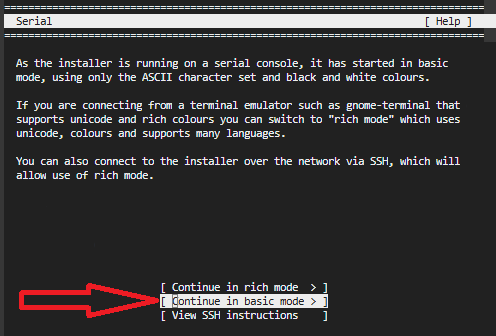 Serial [ Help ]
As the installer is running on a serial console, it has started in basic
mode, using only the ASCII character set and black and white colours.
If you are connecting from a terminal emulator such as gnome-terminal that
supports unicode and rich colours you can switch to "rich mode" which uses
unicode, colours and supports many languages.
You can also connect to the installer over the network via SSH, which will
allow use of rich mode.
[ Continue in rich mode > ]
[ Continue in basic mode > ]
[ View SSH instructions ]